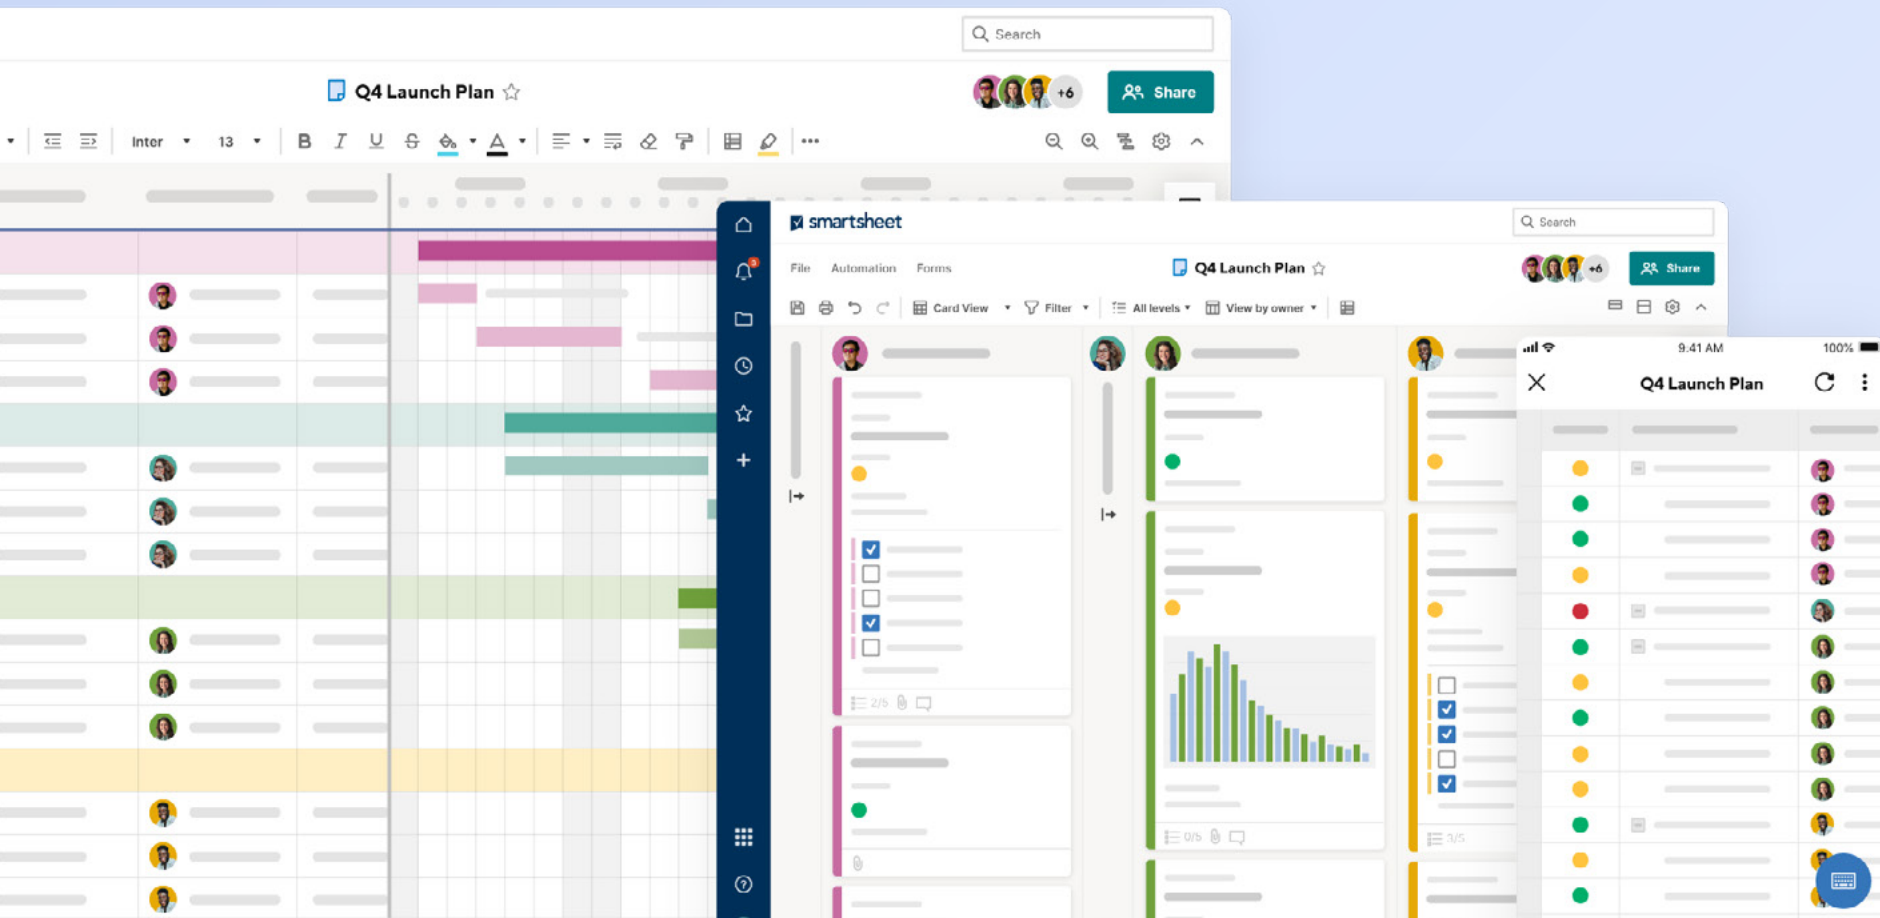 Search
Q4 Launch Plan
+6
Share
Inter
13
B
I
U
S
A
smartsheet
Search
3
File
Automation
Forms
Q4 Launch Plan
+6
Share
Card View
Filter
All levels
View by owner
2/5
0/5
3/5
9:41 AM
100%
Q4 Launch Plan